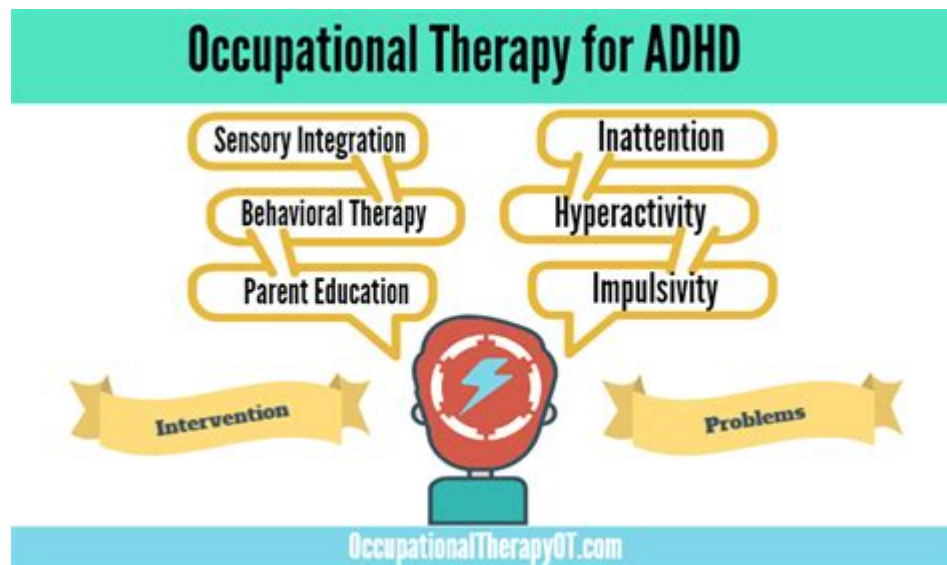 Occupational Therapy for ADHD
Sensory Integration
Behavioral Therapy
Parent Education
Inattention
Hyperactivity
Impulsivity
Intervention
Problems
OccupationalTherapyOT.com